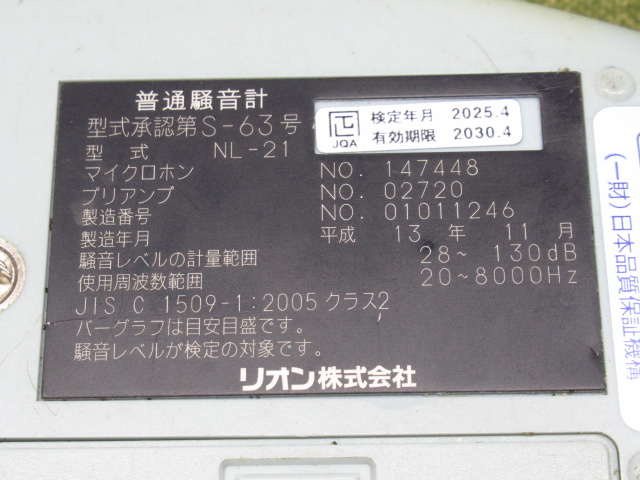 普通騒音計
型式承認第S-63号
JQA
検定年月 2025.4
有効期限 2030.4
型式 NL-21
マイクロホン NO. 147448
プリアンプ NO. 02720
製造番号 NO. 01011246
製造年月 平成 13 年 11 月
騒音レベルの計量範囲 28~ 130dB
使用周波数範囲 20~8000Hz
JIS C 1509-1:2005 クラス2
バーグラフは目安目盛です。
騒音レベルが検定の対象です。
リオン株式会社
(一財)日本品質保証機構